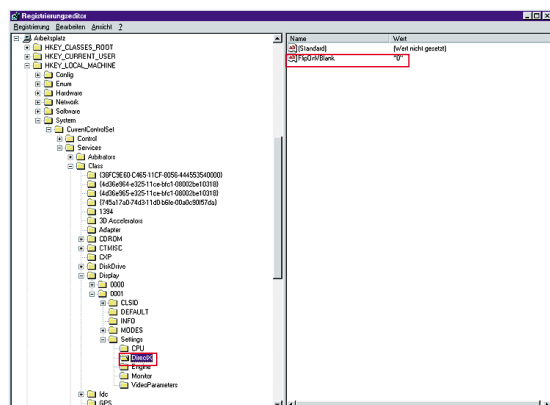 Registrierungseditor
Registrierung Bearbeiten Ansicht ?
Arbeitsplatz
HKEY_CLASSES_ROOT
HKEY_CURRENT_USER
HKEY_LOCAL_MACHINE
Config
Enum
Hardware
Network
Software
System
CurrentControlSet
Control
Services
Arbitrators
Class
{36FC9E60-C465-11CF-8056-444553540000}
{4d36e964-e325-11ce-bfc1-08002be10318}
{4d36e965-e325-11ce-bfc1-08002be10318}
{745a17a0-74d3-11d0-b6fe-00a0c90f57da}
1394
3D Accelerators
Adapter
CDROM
CTMISC
CXP
DiskDrive
Display
0000
0001
CLSID
DEFAULT
INFO
MODES
Settings
CPU
DirectX
Engine
Monitor
VideoParameters
fdc
GPS
Name Wert
(Standard) (Wert nicht gesetzt)
FlipOnVBlank "0"